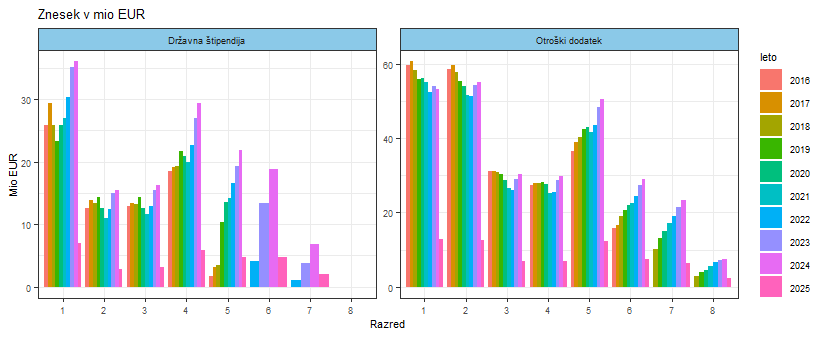 Znesek v mio EUR
Državna štipendija
Otroški dodatek
Mio EUR
30
20
10
0
60
40
20
0
1 2 3 4 5 6 7 8
1 2 3 4 5 6 7 8
Razred
leto
2016
2017
2018
2019
2020
2021
2022
2023
2024
2025